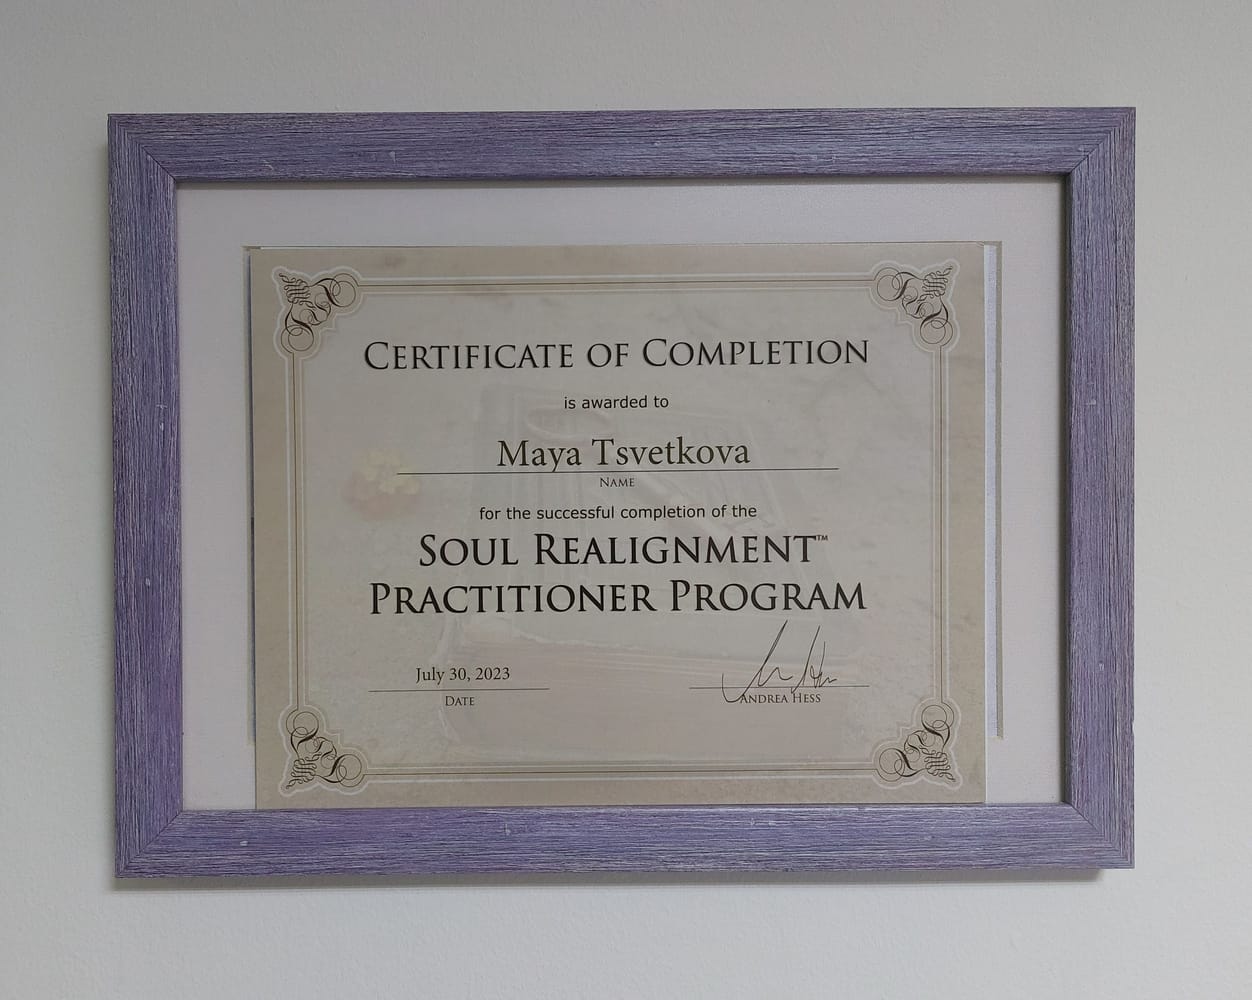 Certificate of Completion
is awarded to
Maya Tsvetkova
Name
for the successful completion of the
Soul Realignment™
Practitioner Program
July 30, 2023
Date
Andrea Hess